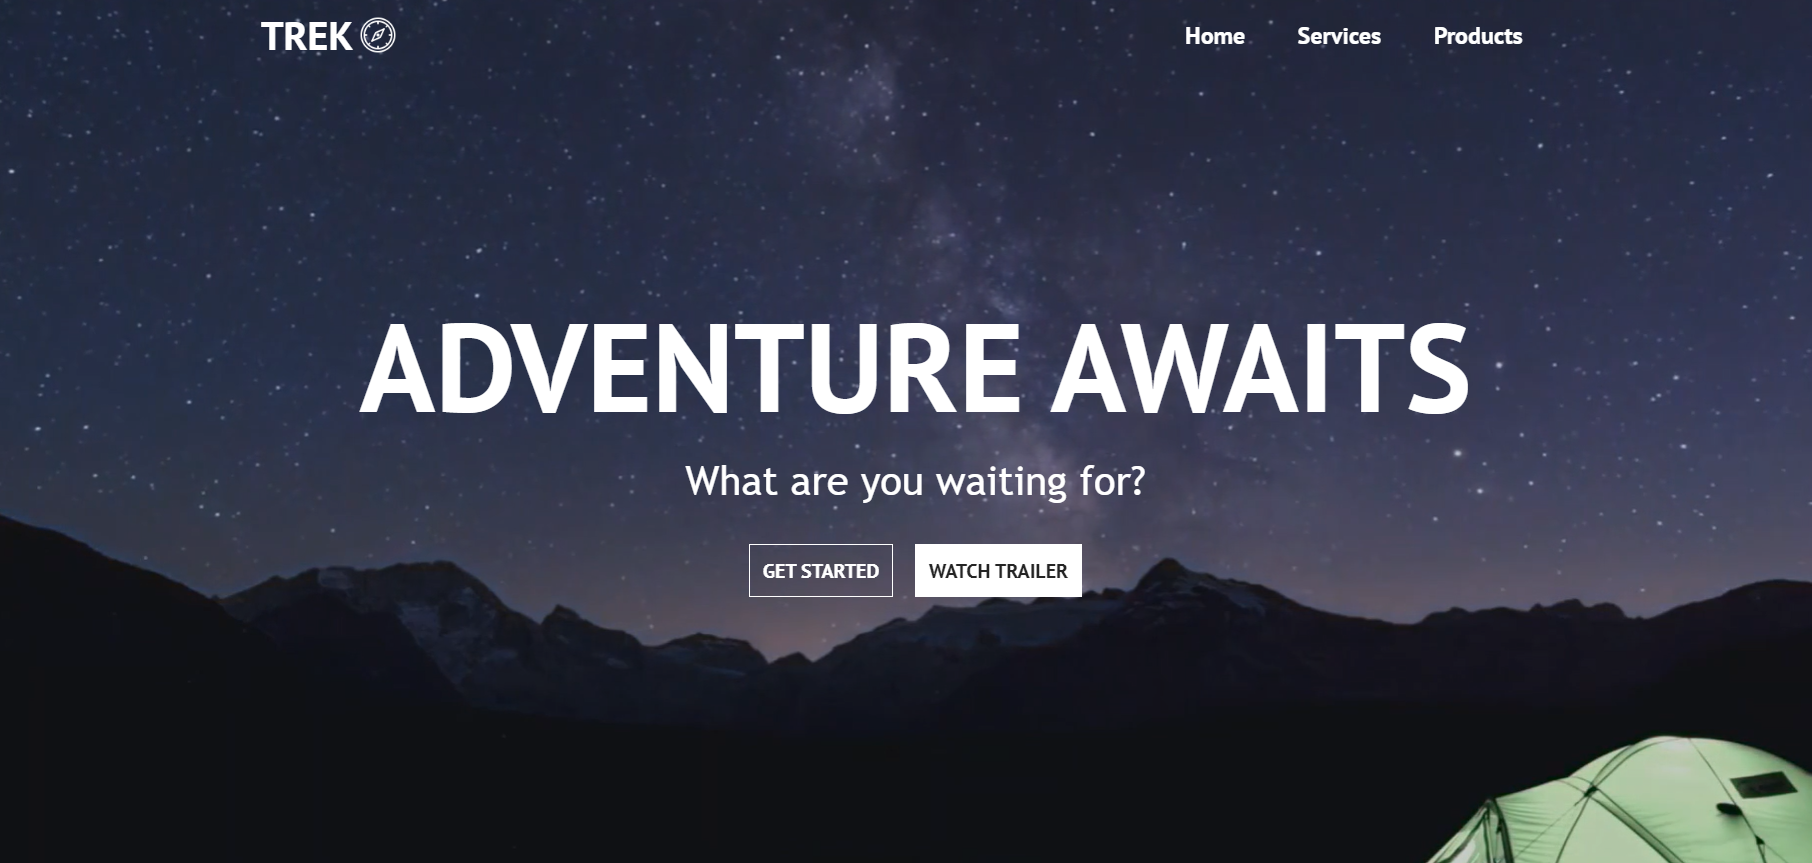 TREK
Home Services Products
ADVENTURE AWAITS
What are you waiting for?
GET STARTED WATCH TRAILER